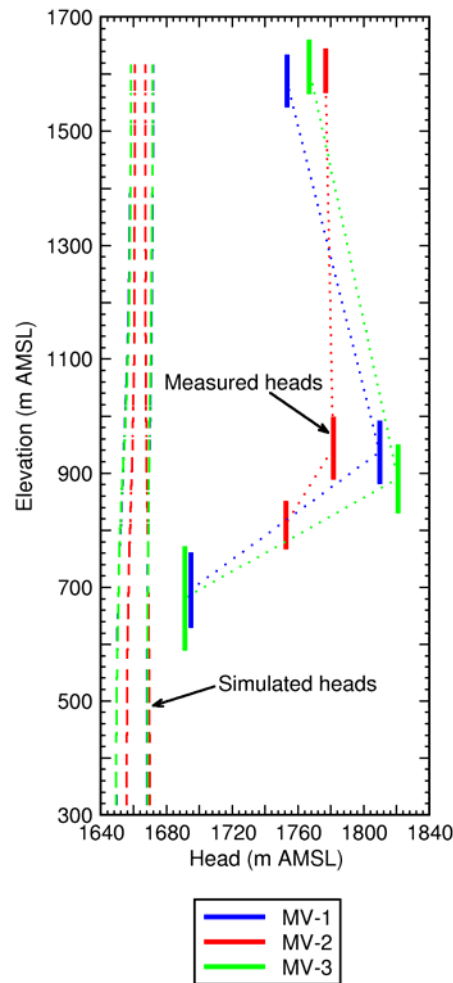 1700
1500
1300
1100
900
700
500
300
Elevation (m AMSL)
Measured heads
Simulated heads
1640 1680 1720 1760 1800 1840
Head (m AMSL)
MV-1
MV-2
MV-3